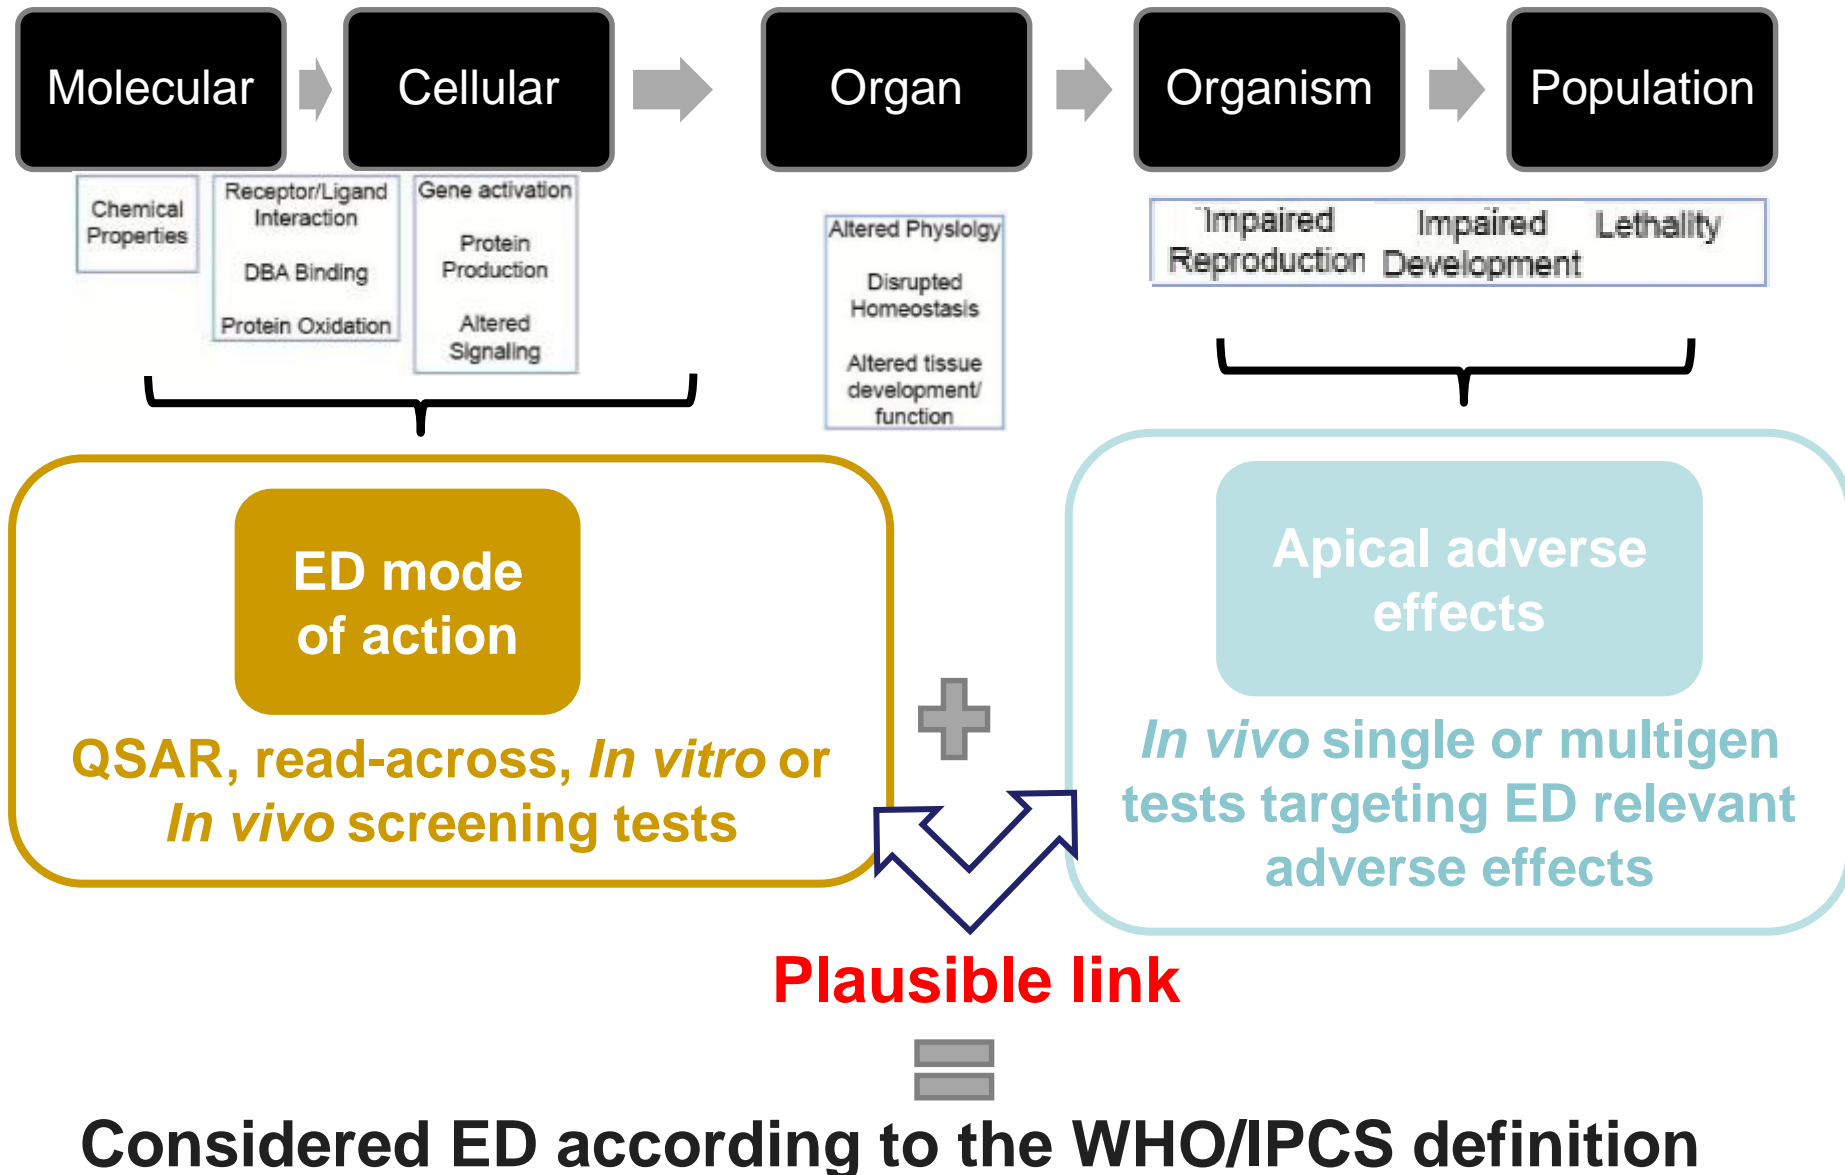 Molecular
Cellular
Organ
Organism
Population
Chemical
Properties
Receptor/Ligand
Interaction
DBA Binding
Protein Oxidation
Gene activation
Protein
Production
Altered
Signaling
Altered Physlolgy
Disrupted
Homeostasis
Altered tissue
development/
function
Impaired
Reproduction
Impaired
Development
Lethality
ED mode
of action
QSAR, read-across, In vitro or
In vivo screening tests
Apical adverse
effects
In vivo single or multigen
tests targeting ED relevant
adverse effects
Plausible link
Considered ED according to the WHO/IPCS definition